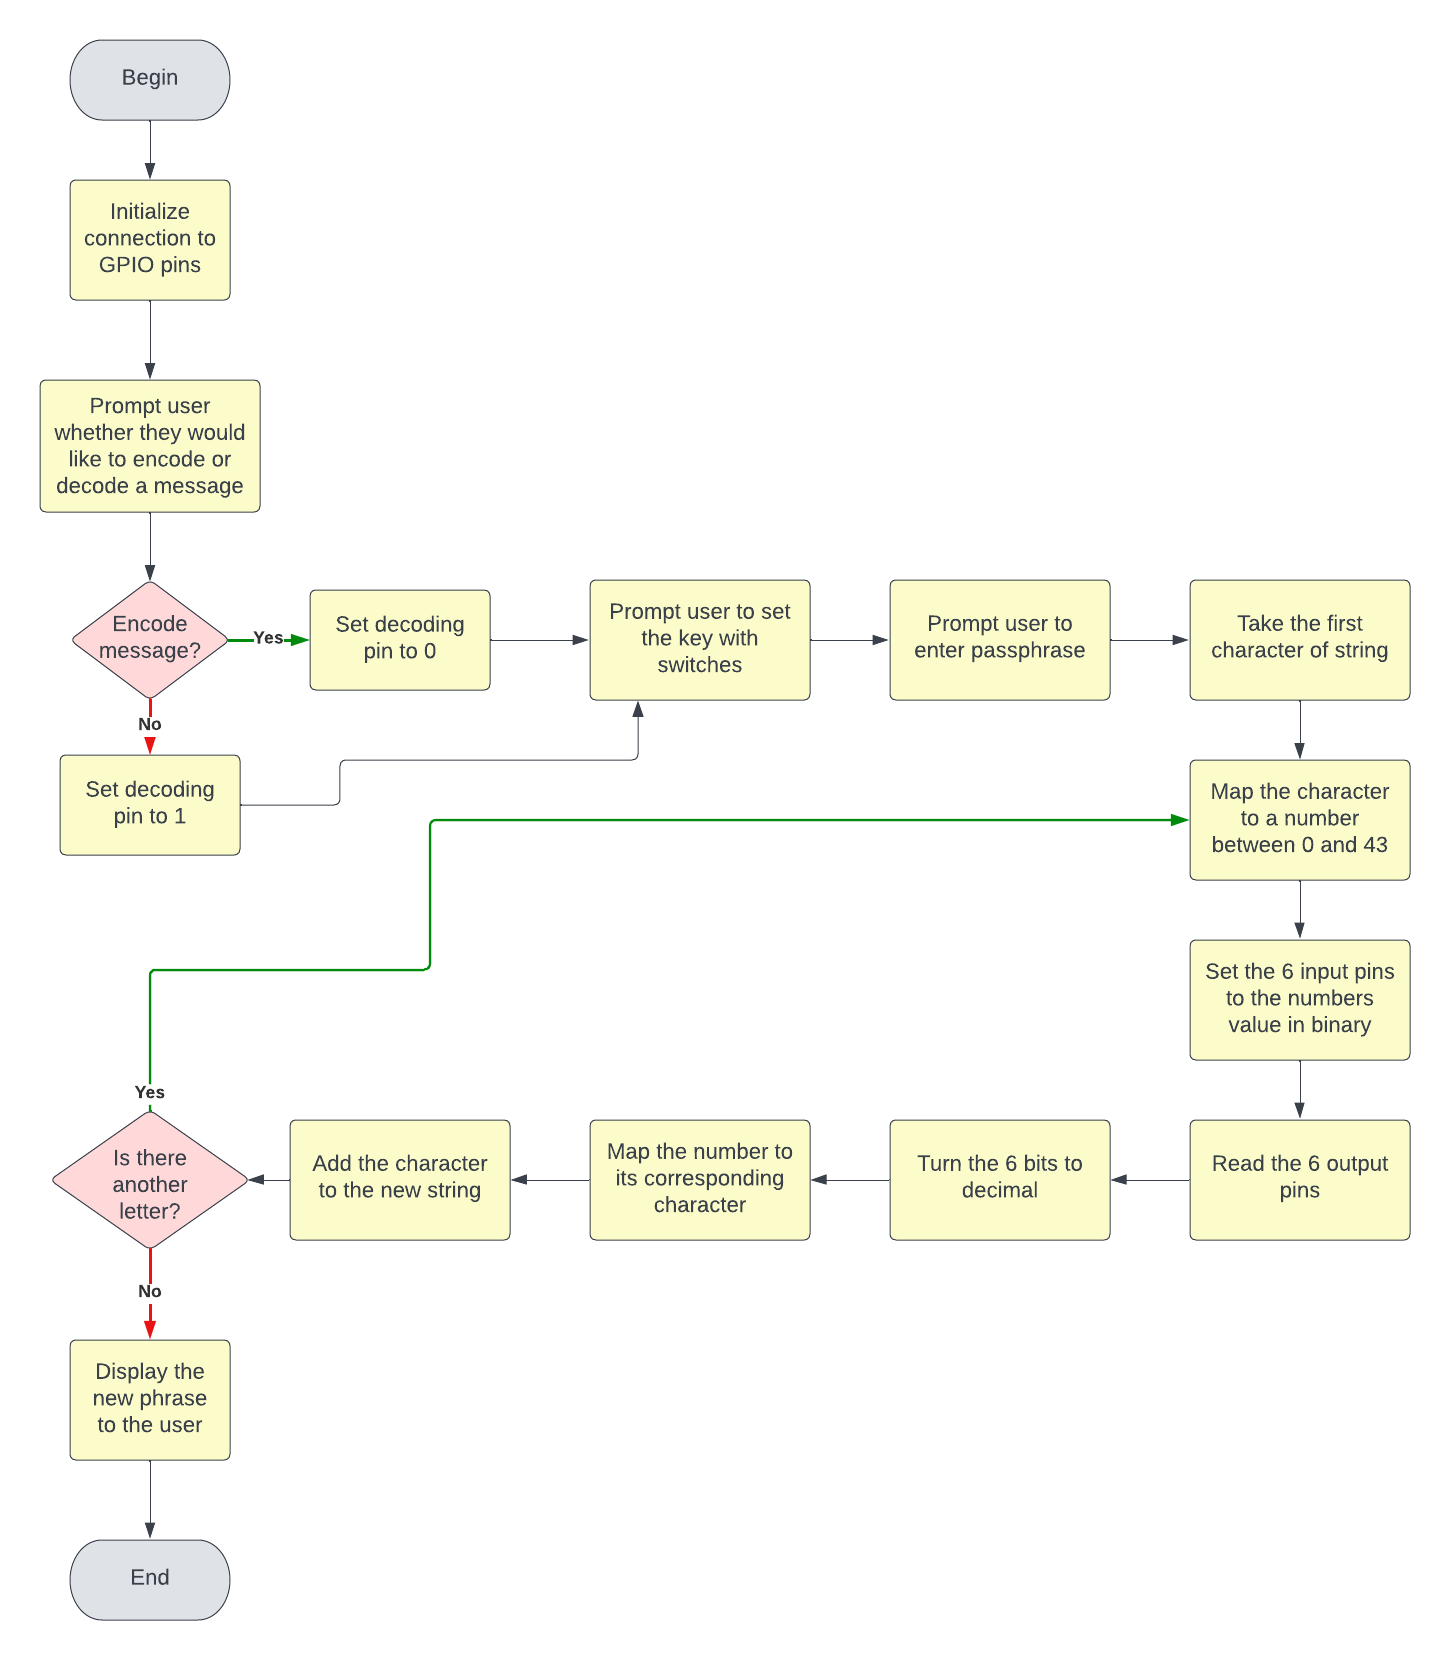 Begin
Initialize
connection to
GPIO pins
Prompt user
whether they would
like to encode or
decode a message
Encode
message?
Yes
No
Set decoding
pin to 0
Set decoding
pin to 1
Prompt user to set
the key with
switches
Prompt user to
enter passphrase
Take the first
character of string
Map the character
to a number
between 0 and 43
Set the 6 input pins
to the numbers
value in binary
Read the 6 output
pins
Turn the 6 bits to
decimal
Map the number to
its corresponding
character
Add the character
to the new string
Is there
another
letter?
Yes
No
Display the
new phrase
to the user
End